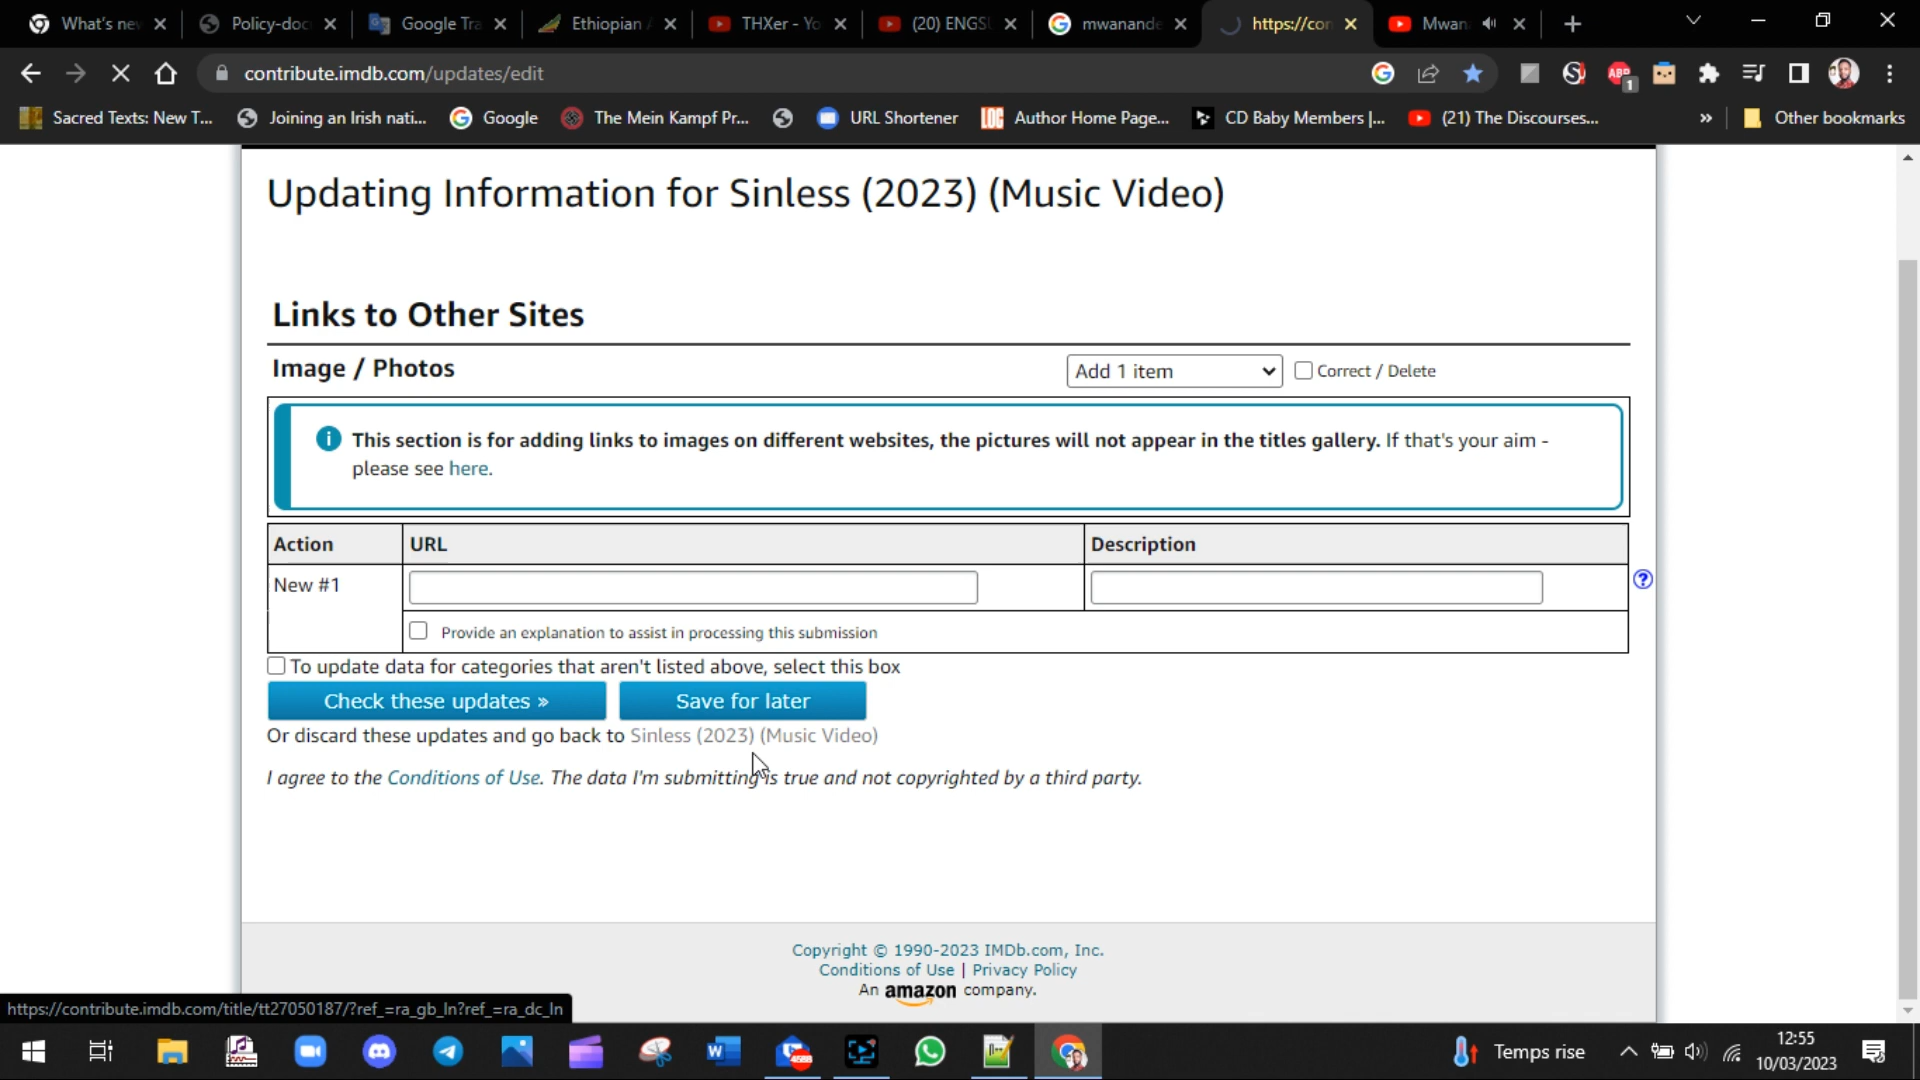 What's ne
Policy-doc
Google Tra
Ethiopian
THXer - Yo
(20) ENGS
mwanande
https://con
Mwan
contribute.imdb.com/updates/edit
ABP
1
Sacred Texts: New T...
Joining an Irish nati...
Google
The Mein Kampf Pr...
URL Shortener
Author Home Page...
CD Baby Members |...
(21) The Discourses...
»
Other bookmarks
Updating Information for Sinless (2023) (Music Video)
Links to Other Sites
Image / Photos
Add 1 item
Correct / Delete
This section is for adding links to images on different websites, the pictures will not appear in the titles gallery. If that's your aim -
please see here.
Action
URL
Description
New #1
Provide an explanation to assist in processing this submission
To update data for categories that aren't listed above, select this box
Check these updates »
Save for later
Or discard these updates and go back to Sinless (2023) (Music Video)
I agree to the Conditions of Use. The data I'm submitting is true and not copyrighted by a third party.
Copyright © 1990-2023 IMDb.com, Inc.
Conditions of Use | Privacy Policy
An amazon company.
https://contribute.imdb.com/title/tt27050187/?ref_=ra_gb_ln?ref_=ra_dc_ln
Temps rise
12:55
10/03/2023